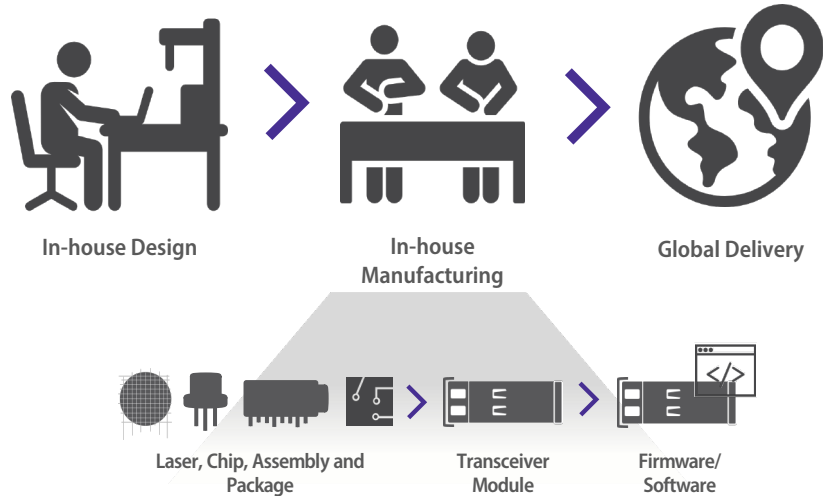 In-house Design
In-house
Manufacturing
Global Delivery
</>
Laser, Chip, Assembly and
Package
Transceiver
Module
Firmware/
Software